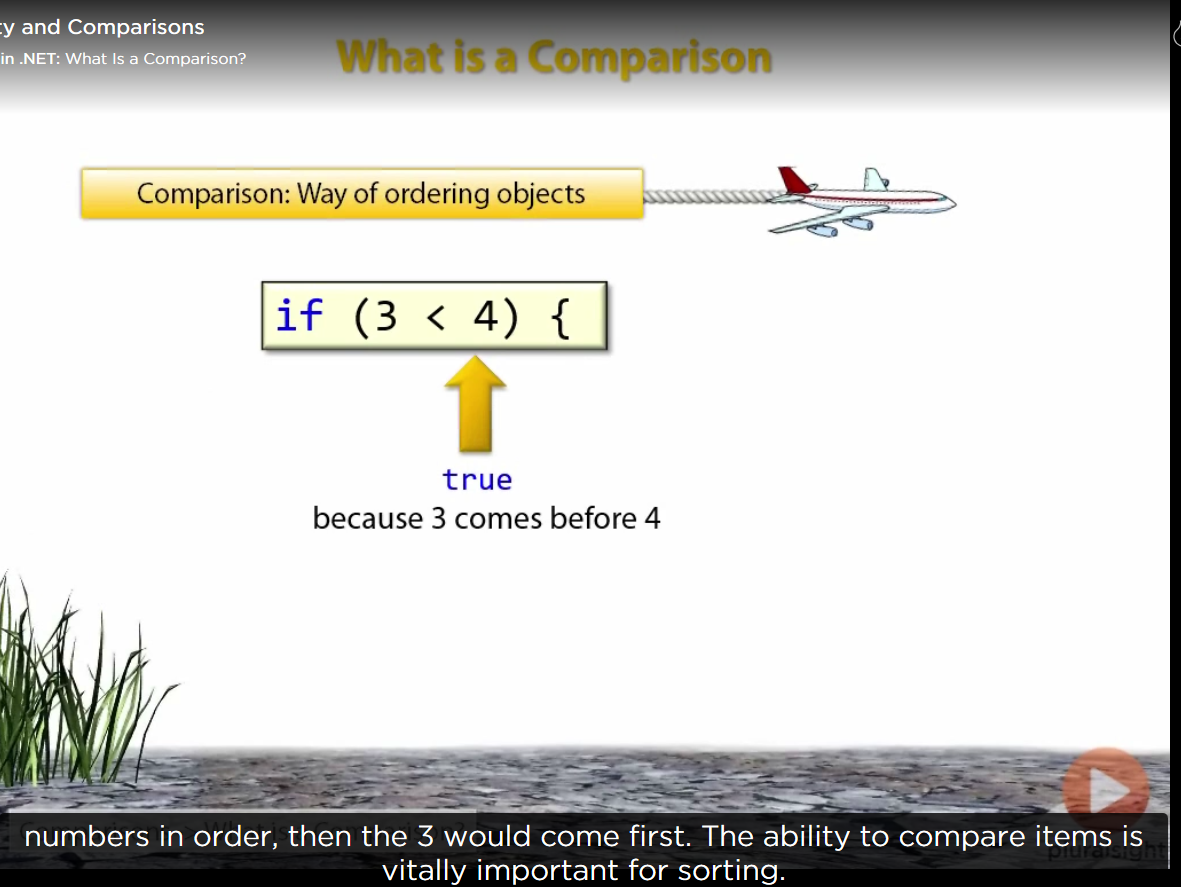 ty and Comparisons
in .NET: What Is a Comparison?
What is a Comparison
Comparison: Way of ordering objects
if (3 < 4) {
true
because 3 comes before 4
numbers in order, then the 3 would come first. The ability to compare items is
vitally important for sorting.
pluralsight